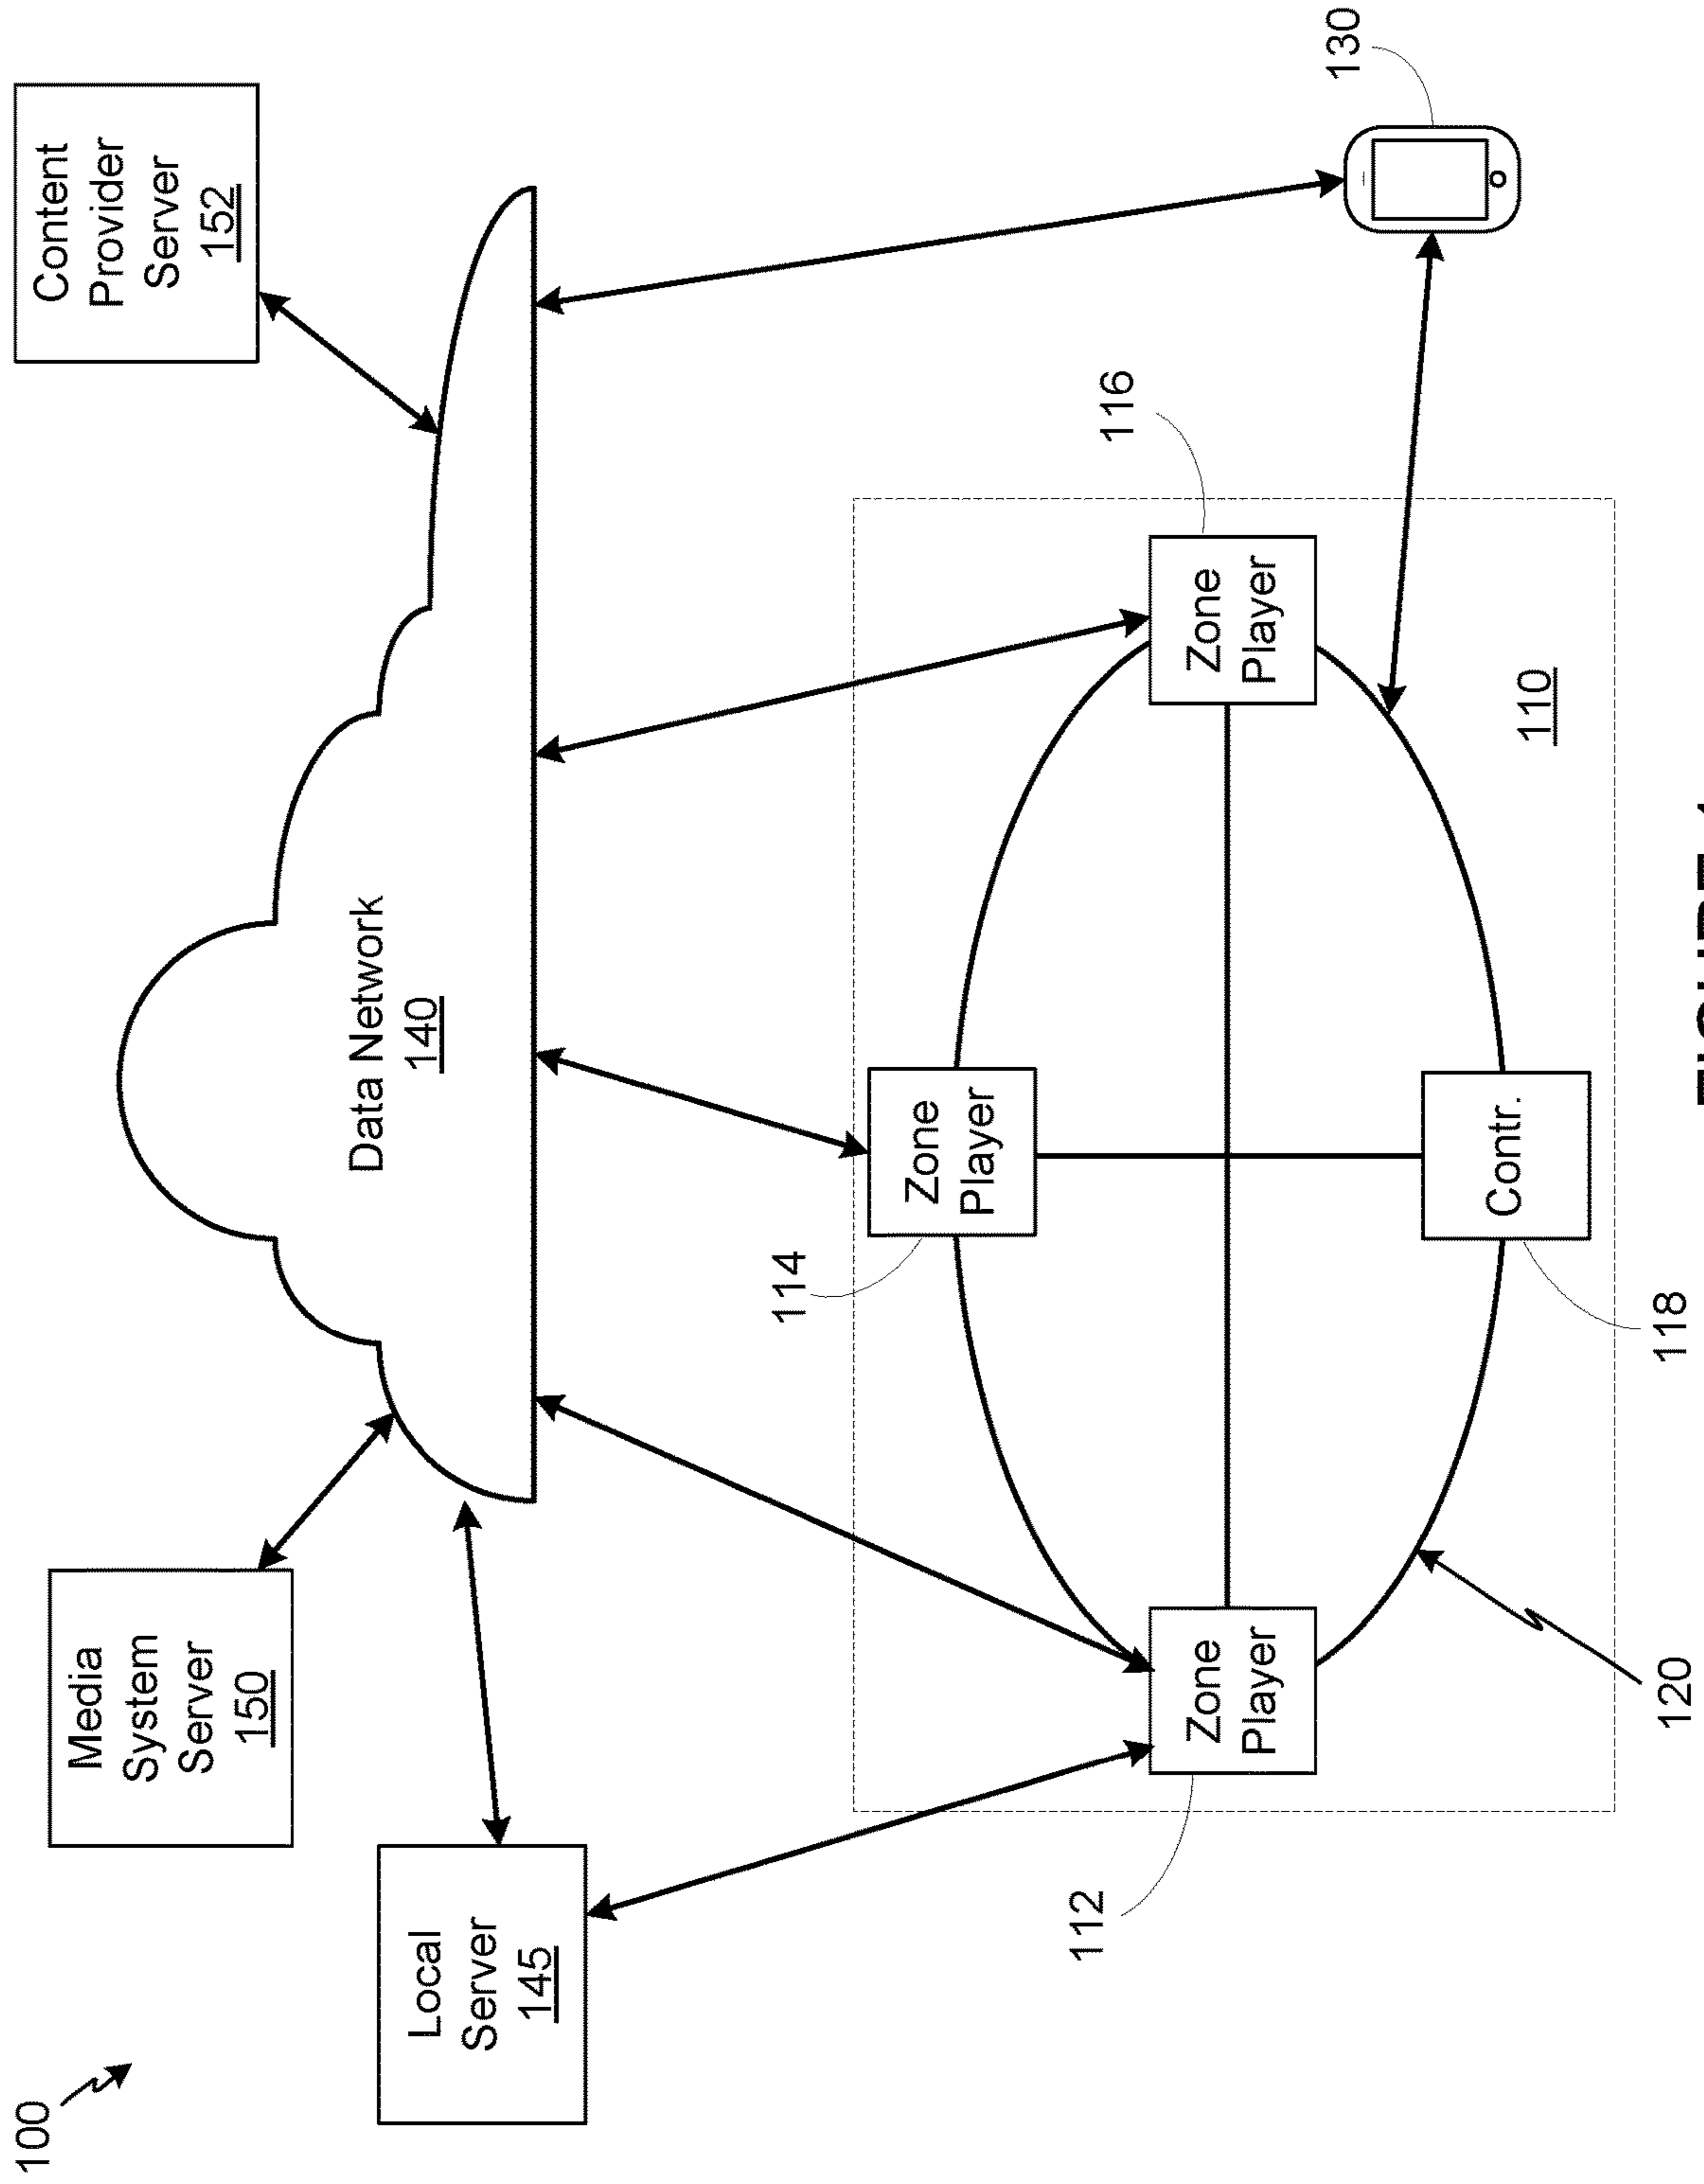 100
Media
System
Server
150
Content
Provider
Server
152
Local
Server
145
Data Network
140
114
Zone
Player
112
Zone
Player
116
Zone
Player
130
Contr.
110
120
118